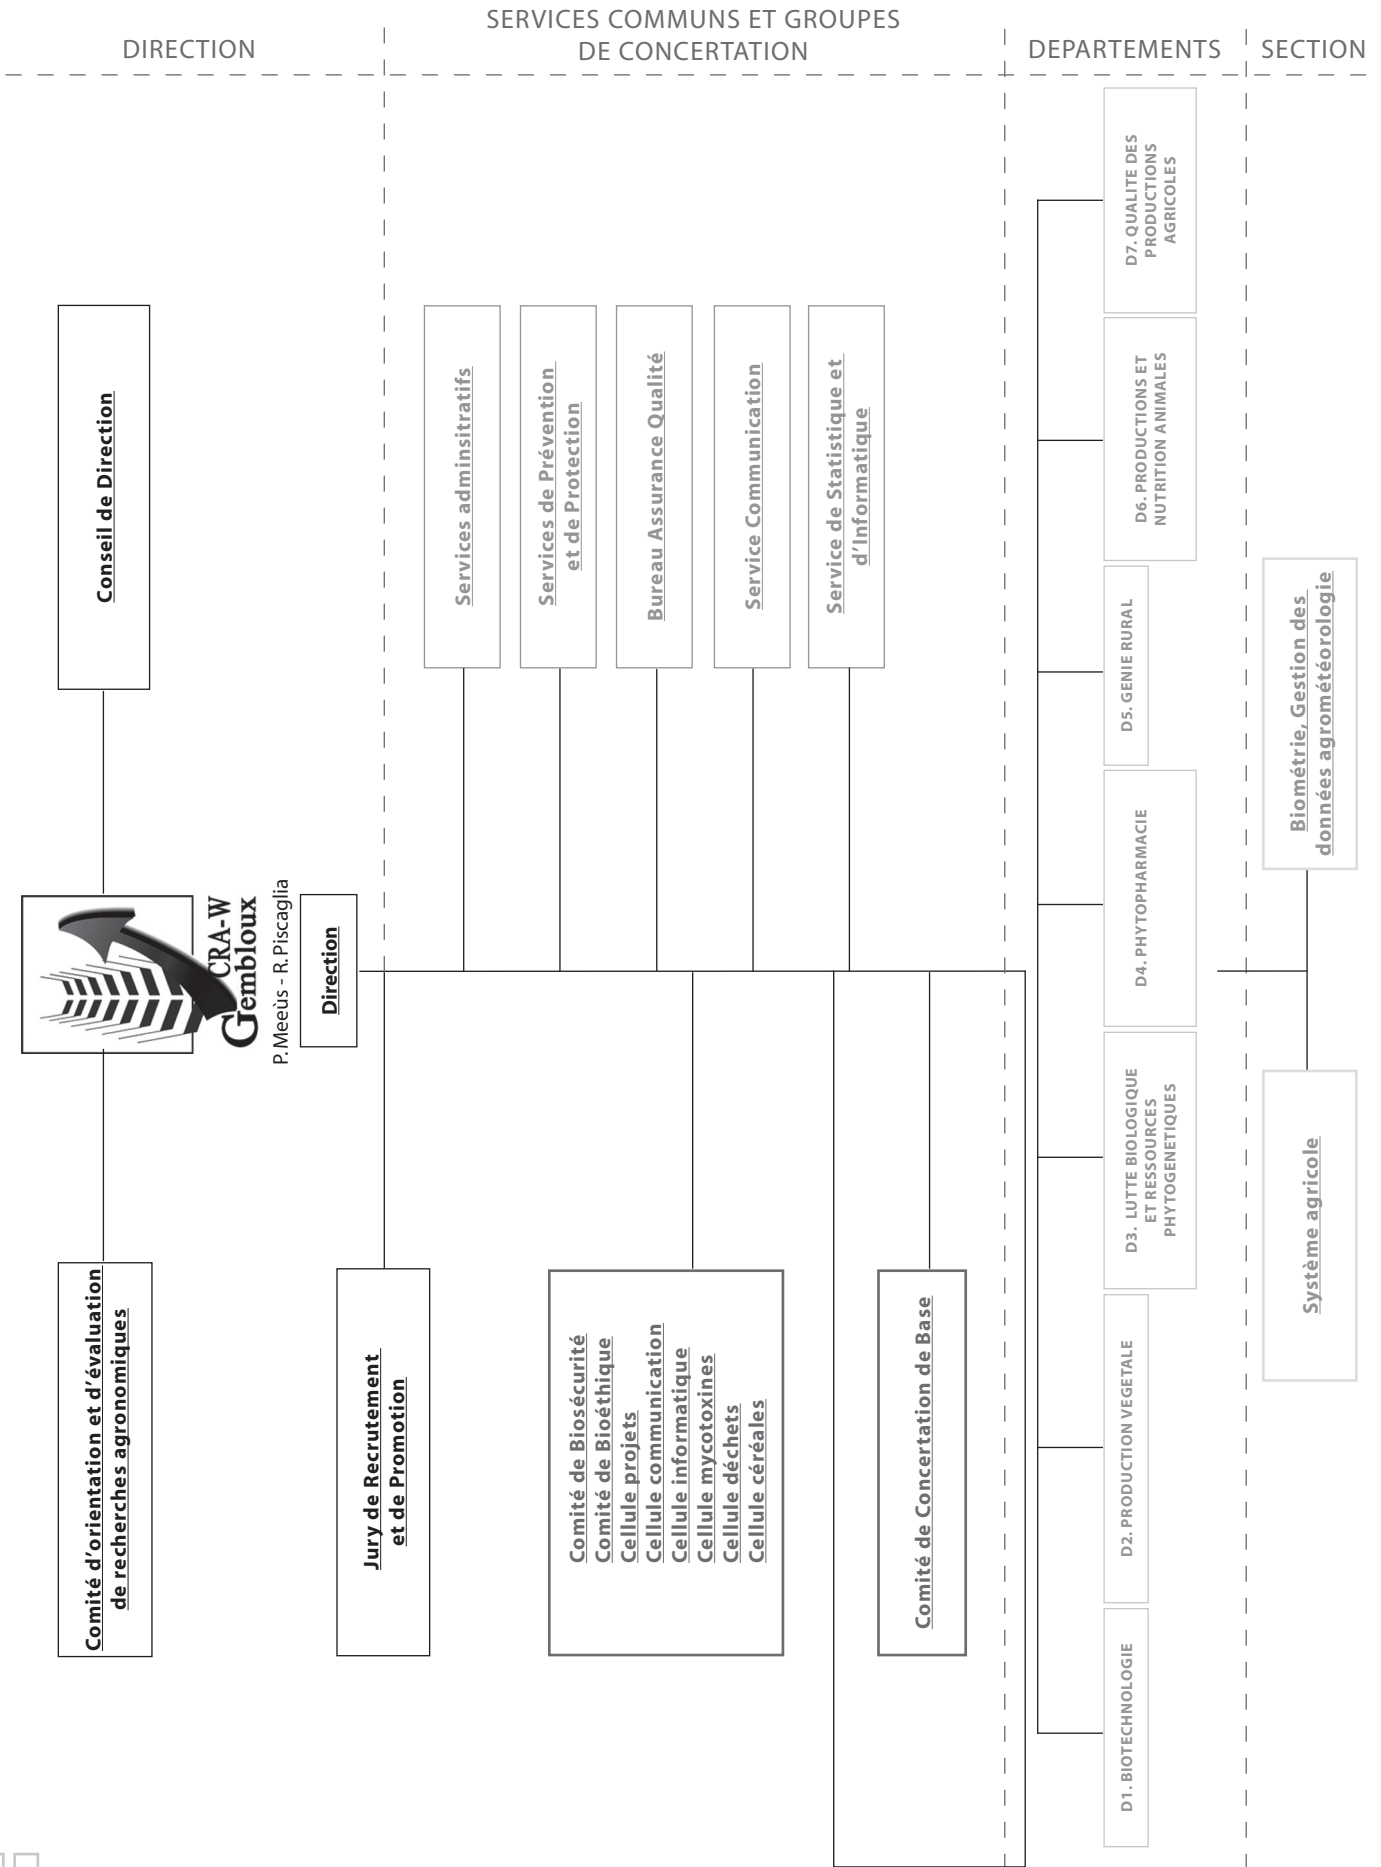 DIRECTION
SERVICES COMMUNS ET GROUPES
DE CONCERTATION
DEPARTEMENTS
SECTION
Comité d'orientation et d'évaluation
de recherches agronomiques
CRA-W
Gembloux
P. Meeùs - R. Piscaglia
Conseil de Direction
Direction
Jury de Recrutement
et de Promotion
Services adminsitratifs
Services de Prévention
et de Protection
Bureau Assurance Qualité
Service Communication
Service de Statistique et
d'Informatique
Comité de Biosécurité
Comité de Bioéthique
Cellule projets
Cellule communication
Cellule informatique
Cellule mycotoxines
Cellule déchets
Cellule céréales
Comité de Concertation de Base
D1. BIOTECHNOLOGIE
D2. PRODUCTION VEGETALE
D3. LUTTE BIOLOGIQUE
ET RESSOURCES
PHYTOGENETIQUES
D4. PHYTOPHARMACIE
D5. GENIE RURAL
D6. PRODUCTIONS ET
NUTRITION ANIMALES
D7. QUALITE DES
PRODUCTIONS
AGRICOLES
Système agricole
Biométrie, Gestion des
données agrométéorologie